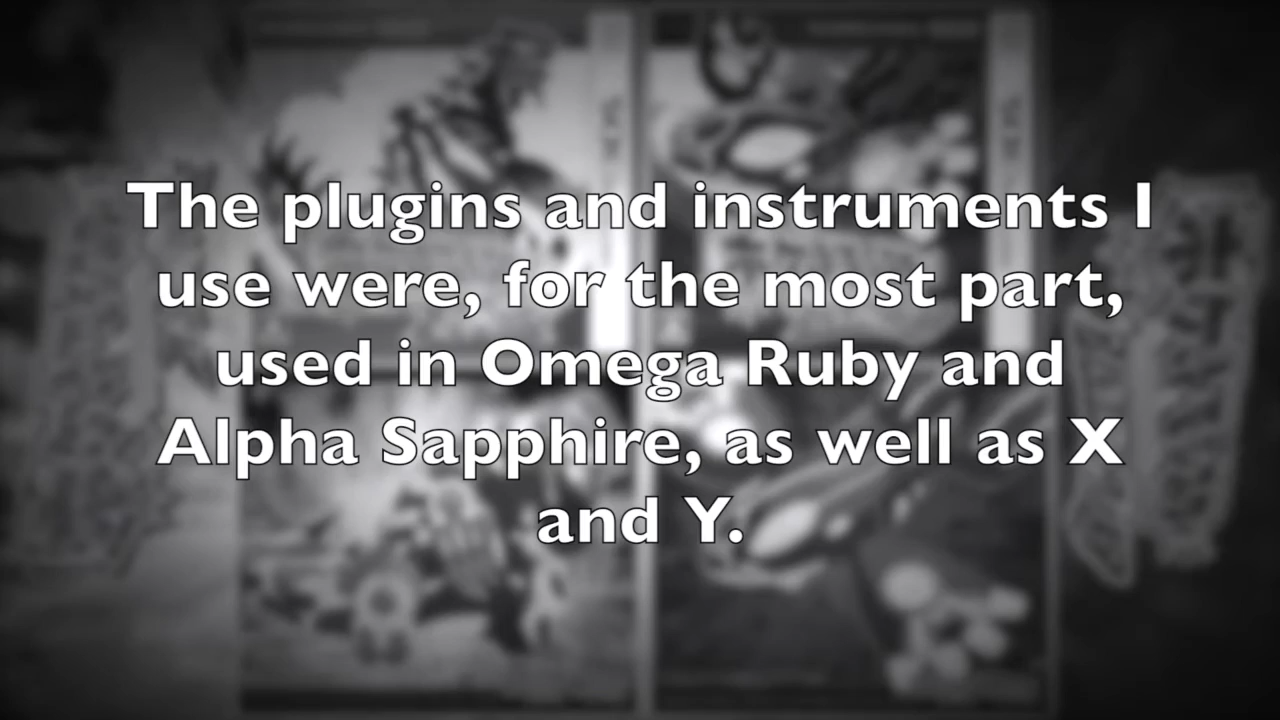 The plugins and instruments I
use were, for the most part,
used in Omega Ruby and
Alpha Sapphire, as well as X
and Y.